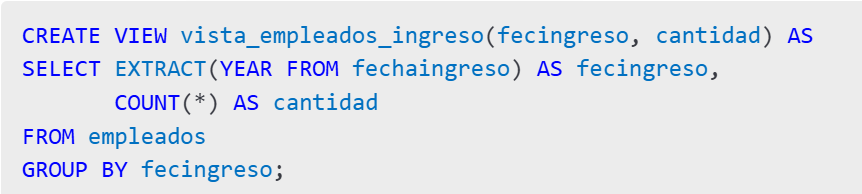 CREATE VIEW vista_empleados_ingreso(fecingreso, cantidad) AS
SELECT EXTRACT(YEAR FROM fechaingreso) AS fecingreso,
       COUNT(*) AS cantidad
FROM empleados
GROUP BY fecingreso;